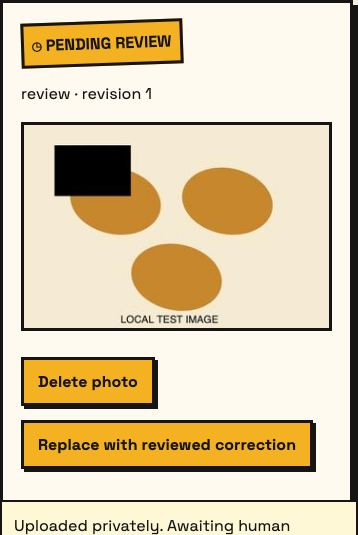 PENDING REVIEW
review · revision 1
LOCAL TEST IMAGE
Delete photo
Replace with reviewed correction
Uploaded privately. Awaiting human